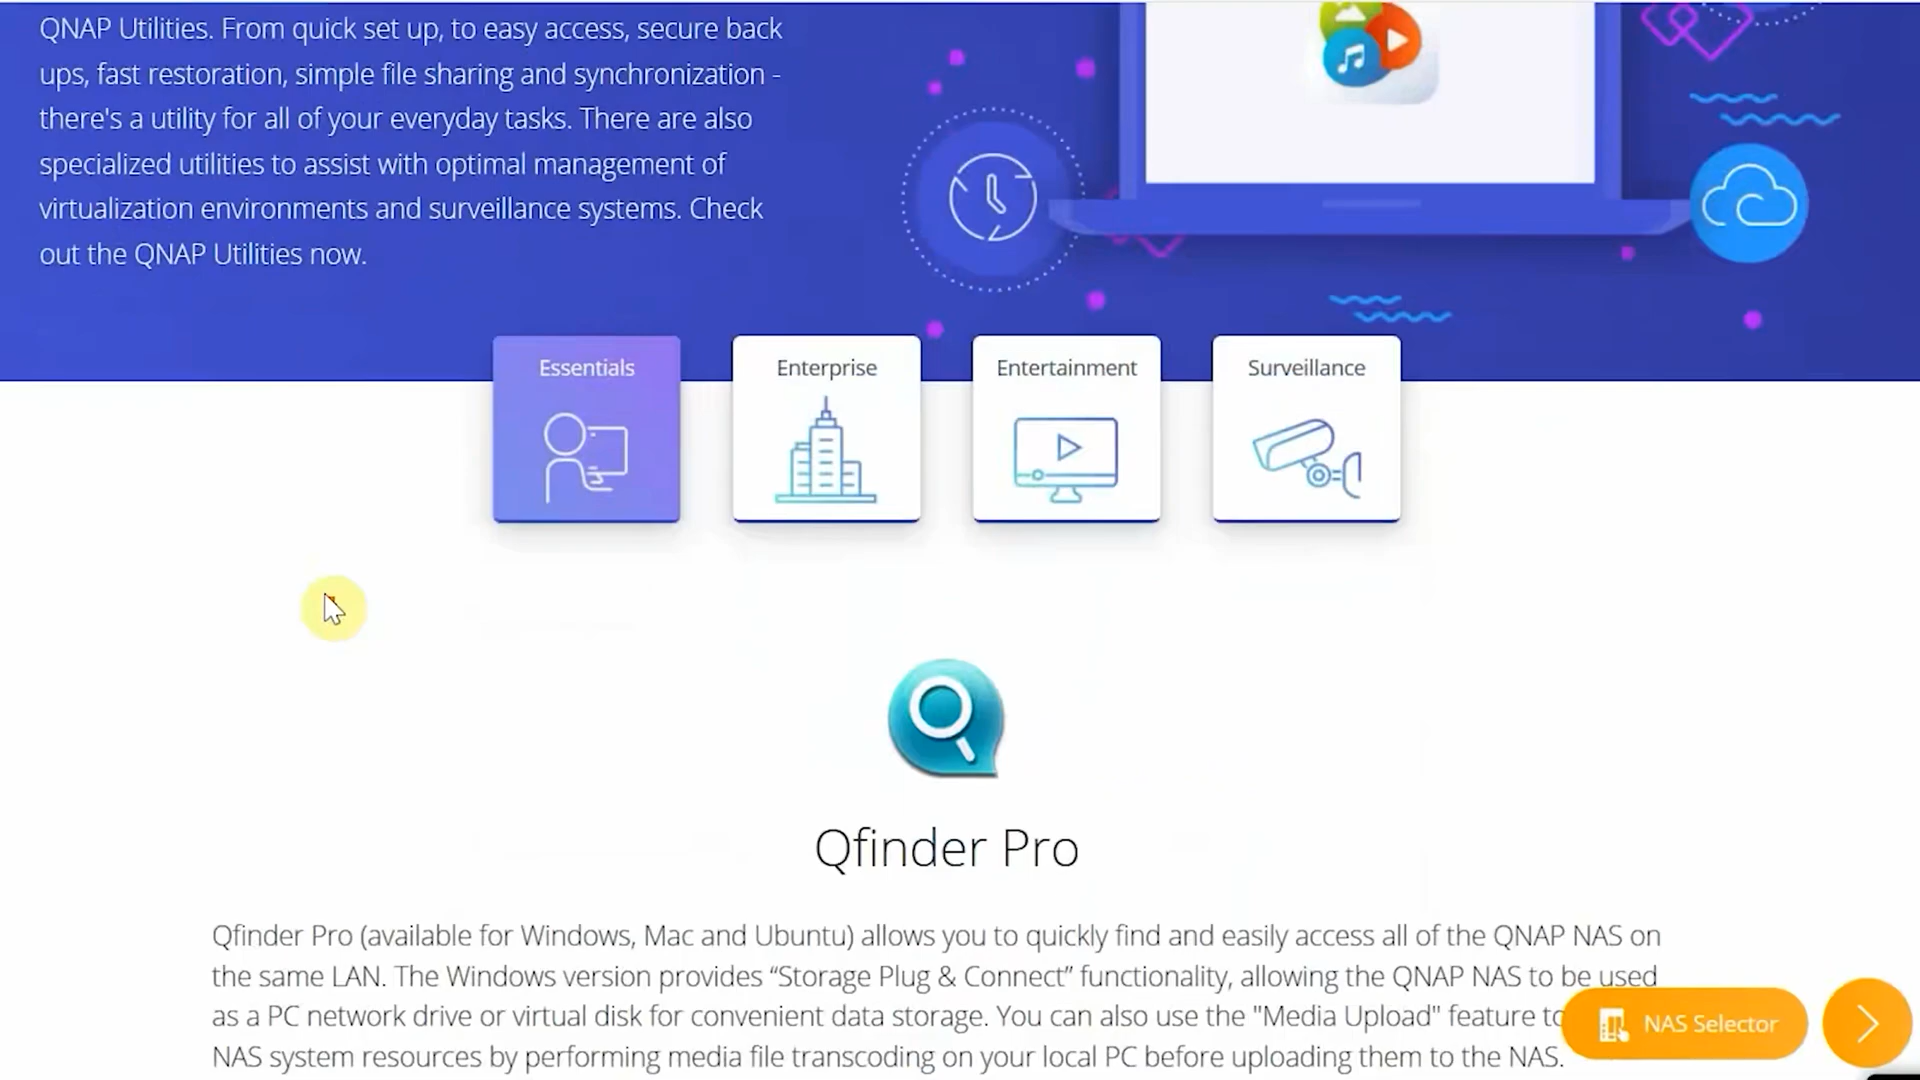 QNAP Utilities. From quick set up, to easy access, secure back
ups, fast restoration, simple file sharing and synchronization -
there's a utility for all of your everyday tasks. There are also
specialized utilities to assist with optimal management of
virtualization environments and surveillance systems. Check
out the QNAP Utilities now.
Essentials
Enterprise
Entertainment
Surveillance
Qfinder Pro
Qfinder Pro (available for Windows, Mac and Ubuntu) allows you to quickly find and easily access all of the QNAP NAS on
the same LAN. The Windows version provides “Storage Plug & Connect” functionality, allowing the QNAP NAS to be used
as a PC network drive or virtual disk for convenient data storage. You can also use the "Media Upload" feature to
NAS system resources by performing media file transcoding on your local PC before uploading them to the NAS.
NAS Selector